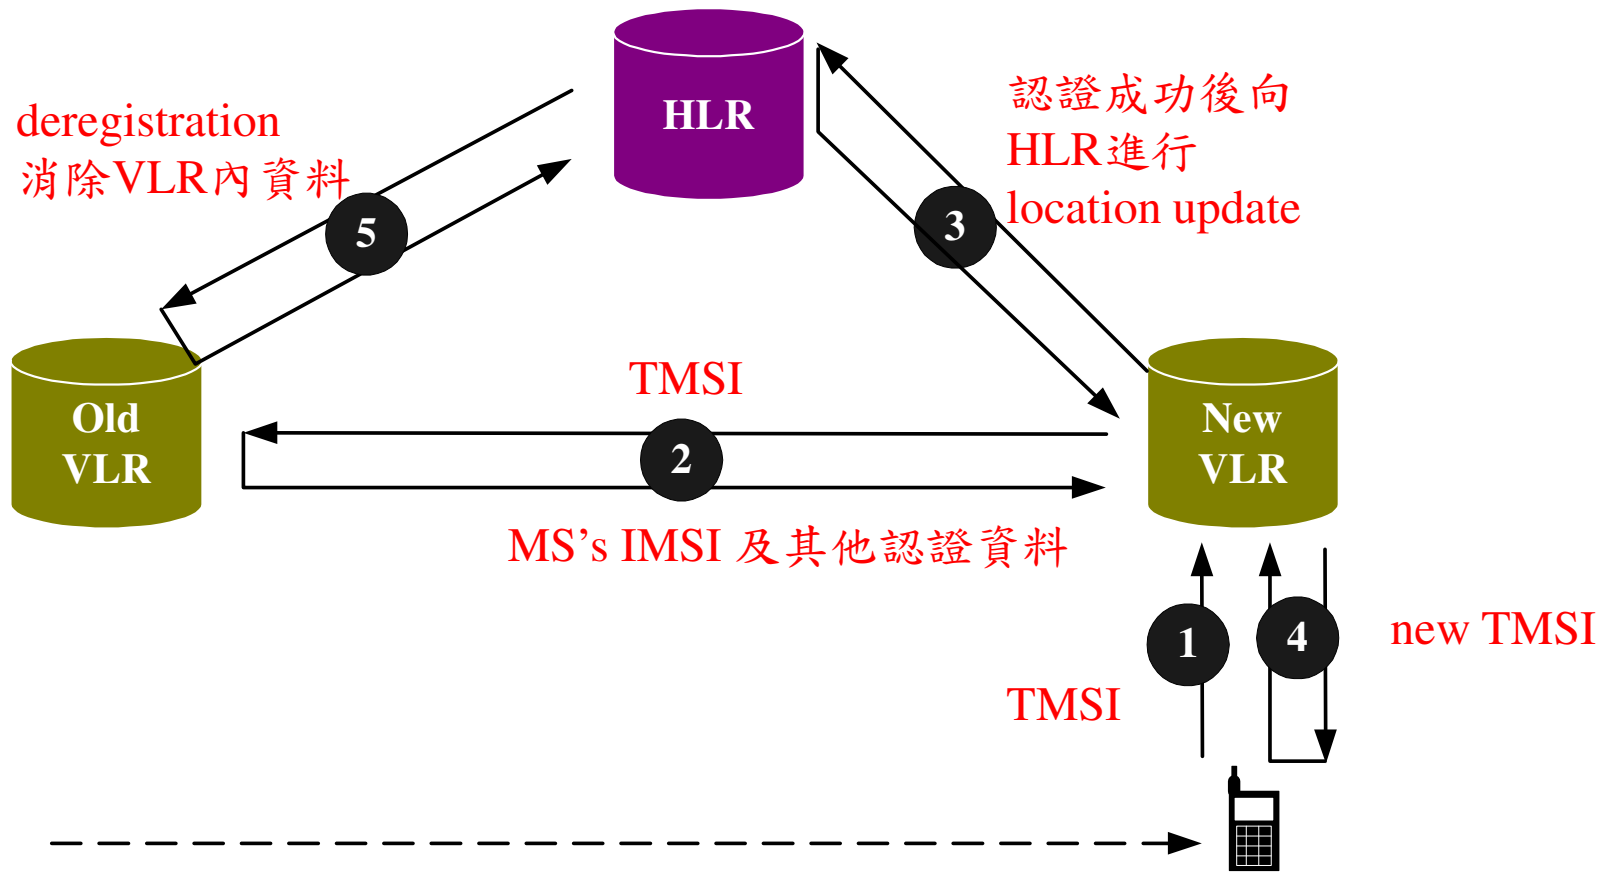 HLR
認證成功後向
HLR進行
location update
deregistration
消除VLR內資料
5
3
TMSI
Old
VLR
2
New
VLR
MS’s IMSI 及其他認證資料
1
4
new TMSI
TMSI